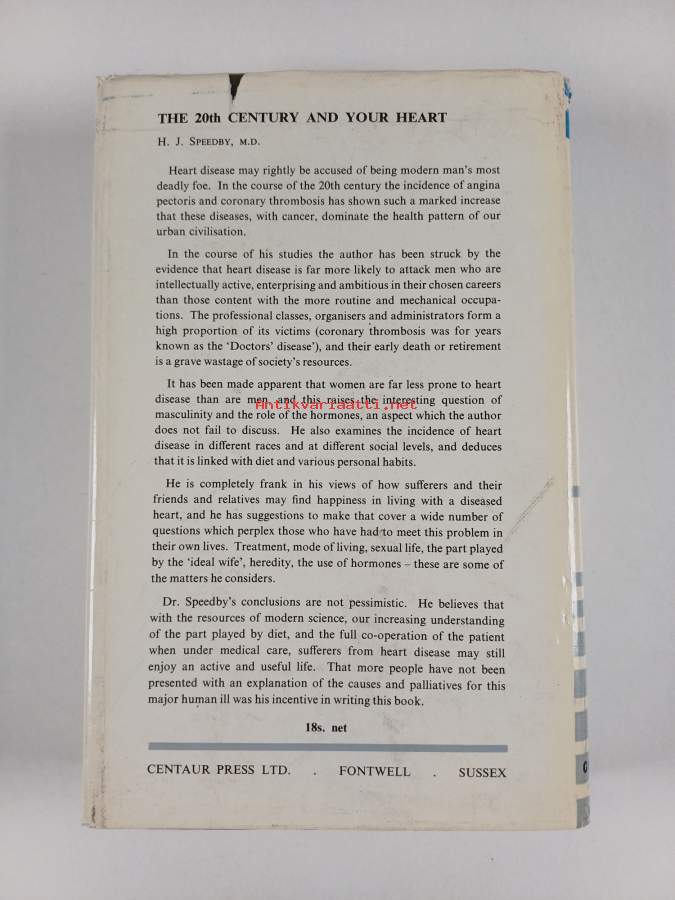 THE 20th CENTURY AND YOUR HEART
H. J. SPEEDBY, M.D.
Heart disease may rightly be accused of being modern man's most
deadly foe. In the course of the 20th century the incidence of angina
pectoris and coronary thrombosis has shown such a marked increase
that these diseases, with cancer, dominate the health pattern of our
urban civilisation.
In the course of his studies the author has been struck by the
evidence that heart disease is far more likely to attack men who are
intellectually active, enterprising and ambitious in their chosen careers
than those content with the more routine and mechanical occupa-
tions. The professional classes, organisers and administrators form a
high proportion of its victims (coronary thrombosis was for years
known as the 'Doctors' disease'), and their early death or retirement
is a grave wastage of society's resources.
It has been made apparent that women are far less prone to heart
disease than are men, and this raises the interesting question of
Antikvariaatti.net
masculinity and the role of the hormones, an aspect which the author
does not fail to discuss. He also examines the incidence of heart
disease in different races and at different social levels, and deduces
that it is linked with diet and various personal habits.
He is completely frank in his views of how sufferers and their
friends and relatives may find happiness in living with a diseased
heart, and he has suggestions to make that cover a wide number of
questions which perplex those who have had to meet this problem in
their own lives. Treatment, mode of living, sexual life, the part played
by the 'ideal wife', heredity, the use of hormones – these are some of
the matters he considers.
Dr. Speedby's conclusions are not pessimistic. He believes that
with the resources of modern science, our increasing understanding
of the part played by diet, and the full co-operation of the patient
when under medical care, sufferers from heart disease may still
enjoy an active and useful life. That more people have not been
presented with an explanation of the causes and palliatives for this
major human ill was his incentive in writing this book.
18s. net
CENTAUR PRESS LTD. . FONTWELL . SUSSEX